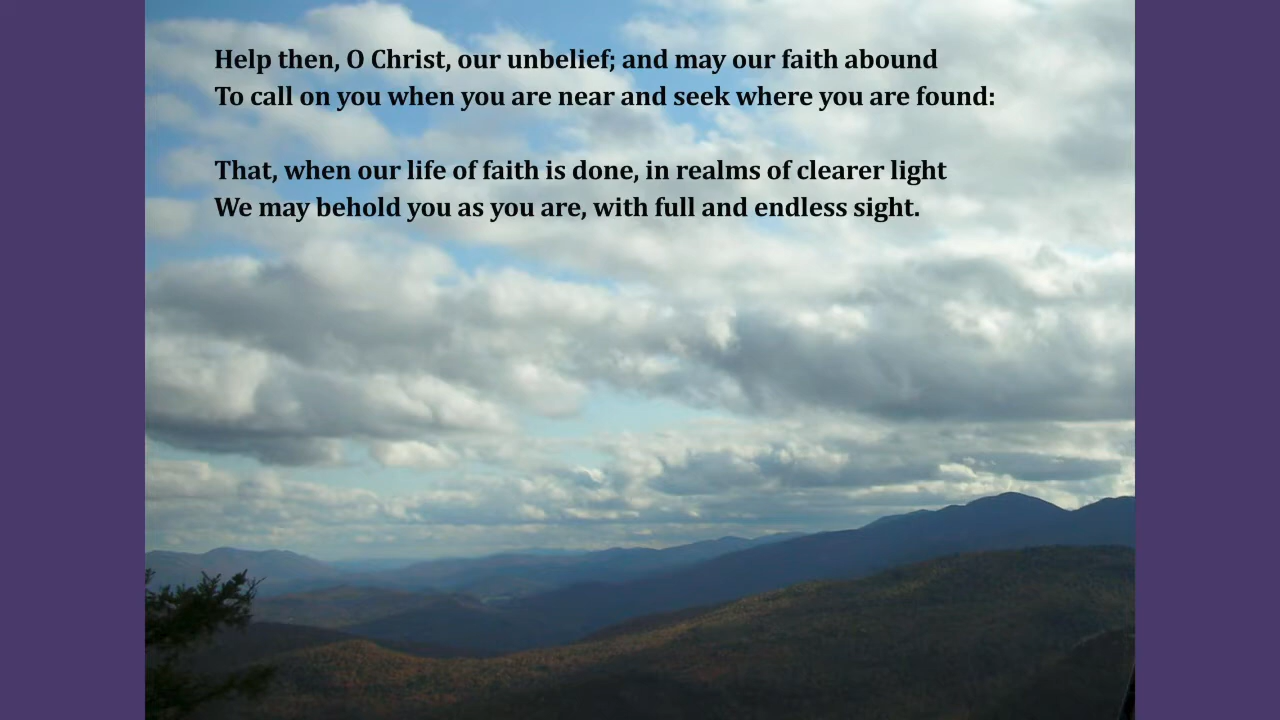 Help then, O Christ, our unbelief; and may our faith abound
To call on you when you are near and seek where you are found:
That, when our life of faith is done, in realms of clearer light
We may behold you as you are, with full and endless sight.